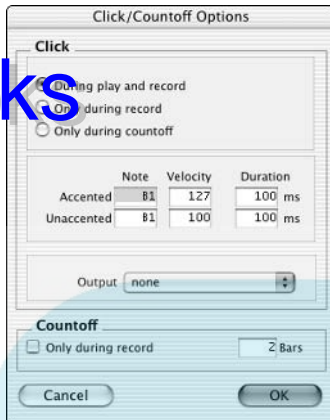 Click/Countoff Options
Click
During play and record
Only during record
Only during countoff
Note Velocity Duration
Accented B1 127 100 ms
Unaccented B1 100 100 ms
Output none
Countoff
Only during record 2 Bars
Cancel OK
ks